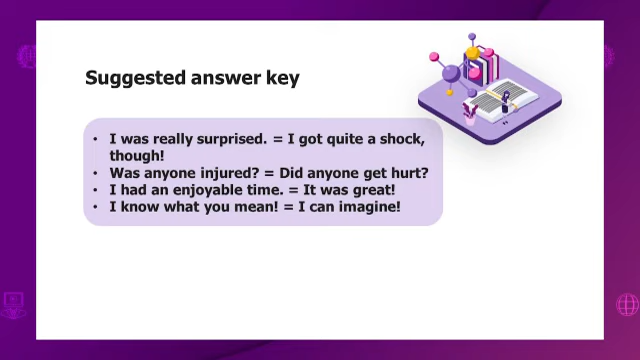 Suggested answer key
• I was really surprised. = I got quite a shock,
though!
• Was anyone injured? = Did anyone get hurt?
• I had an enjoyable time. = It was great!
• I know what you mean! = I can imagine!